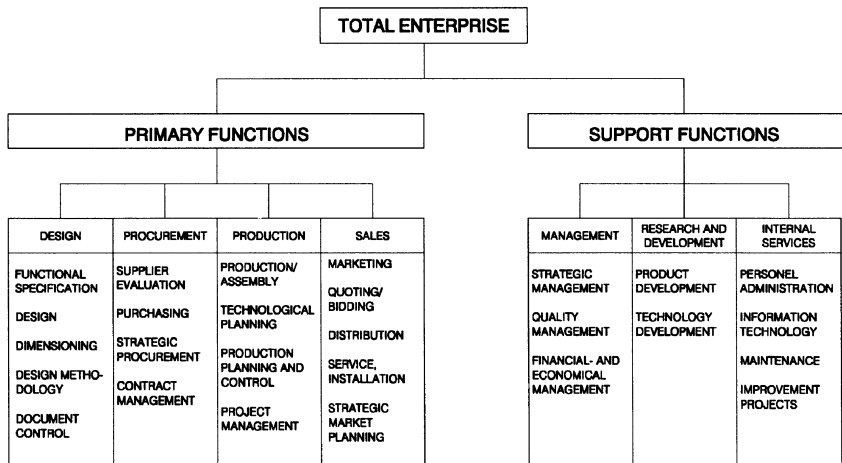 TOTAL ENTERPRISE
PRIMARY FUNCTIONS
SUPPORT FUNCTIONS
DESIGN
FUNCTIONAL
SPECIFICATION
DESIGN
DIMENSIONING
DESIGN METHO-
DOLOGY
DOCUMENT
CONTROL
PROCUREMENT
SUPPLIER
EVALUATION
PURCHASING
STRATEGIC
PROCUREMENT
CONTRACT
MANAGEMENT
PRODUCTION
PRODUCTION/
ASSEMBLY
TECHNOLOGICAL
PLANNING
PRODUCTION
PLANNING AND
CONTROL
PROJECT
MANAGEMENT
SALES
MARKETING
QUOTING/
BIDDING
DISTRIBUTION
SERVICE,
INSTALLATION
STRATEGIC
MARKET
PLANNING
MANAGEMENT
STRATEGIC
MANAGEMENT
QUALITY
MANAGEMENT
FINANCIAL- AND
ECONOMICAL
MANAGEMENT
RESEARCH AND
DEVELOPMENT
PRODUCT
DEVELOPMENT
TECHNOLOGY
DEVELOPMENT
INTERNAL
SERVICES
PERSONEL
ADMINISTRATION
INFORMATION
TECHNOLOGY
MAINTENANCE
IMPROVEMENT
PROJECTS